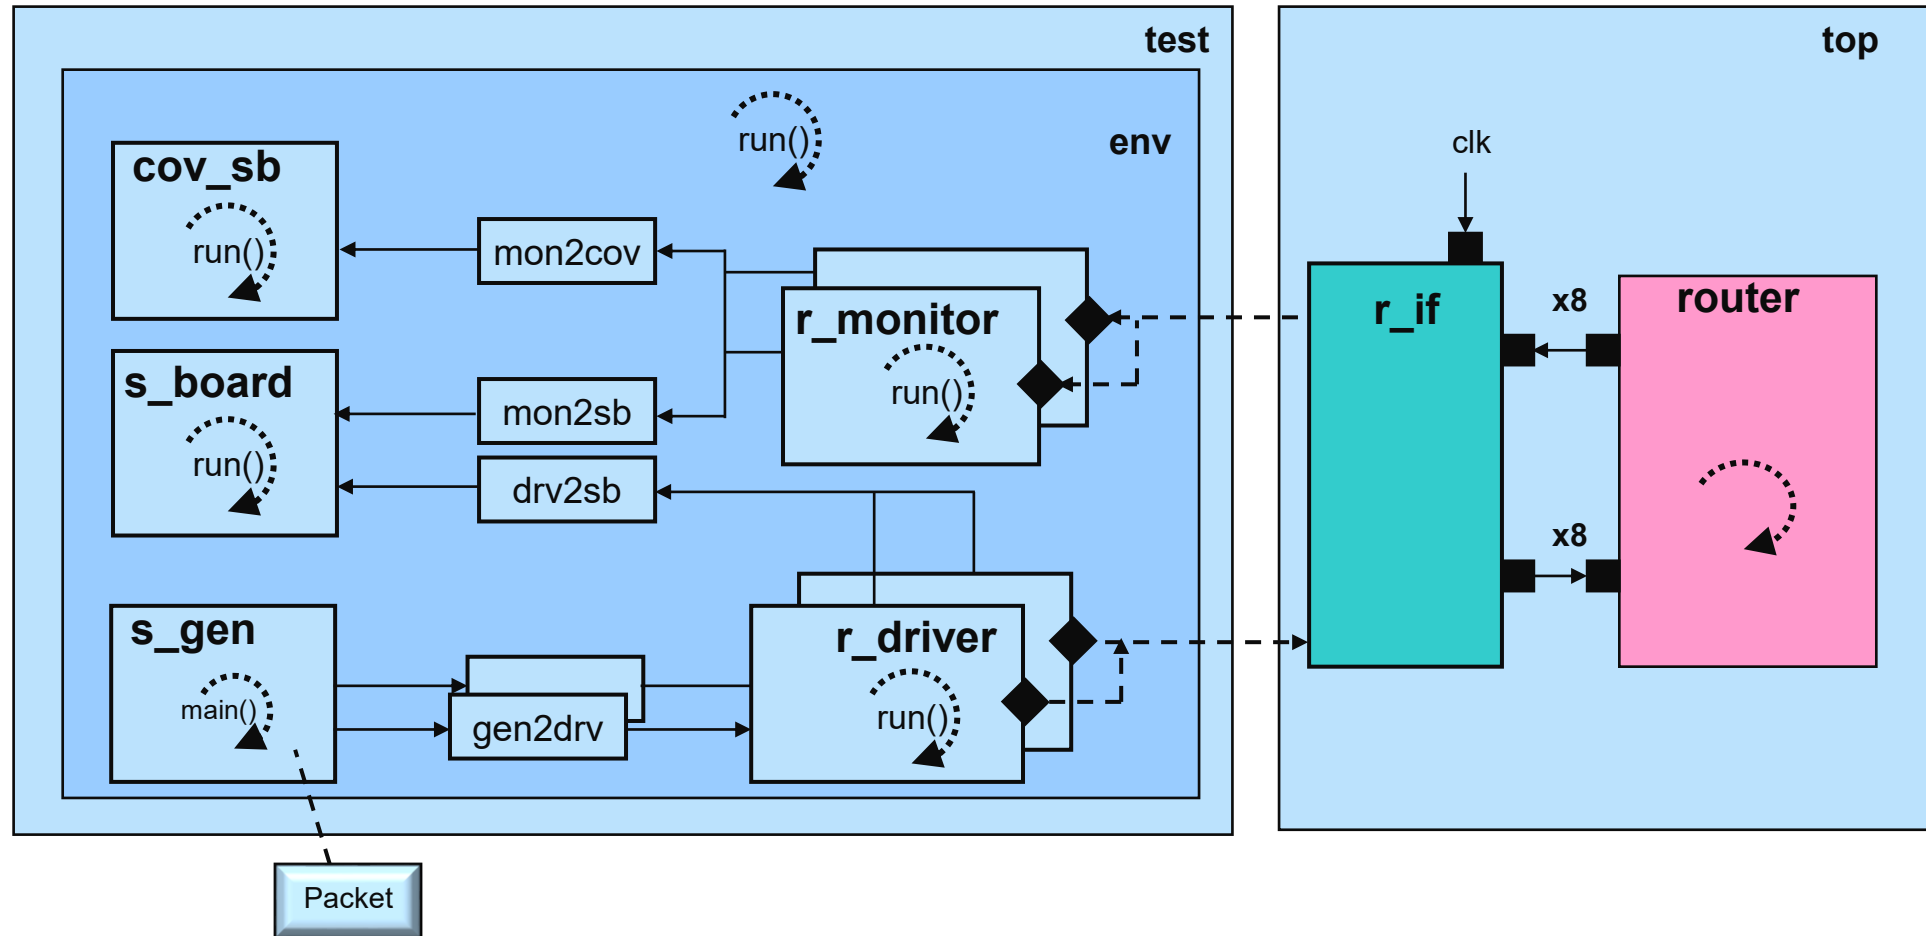 test
top
run()
env
clk
cov_sb
run()
mon2cov
r_monitor
run()
r_if
x8
router
s_board
run()
mon2sb
drv2sb
x8
s_gen
main()
gen2drv
r_driver
run()
Packet